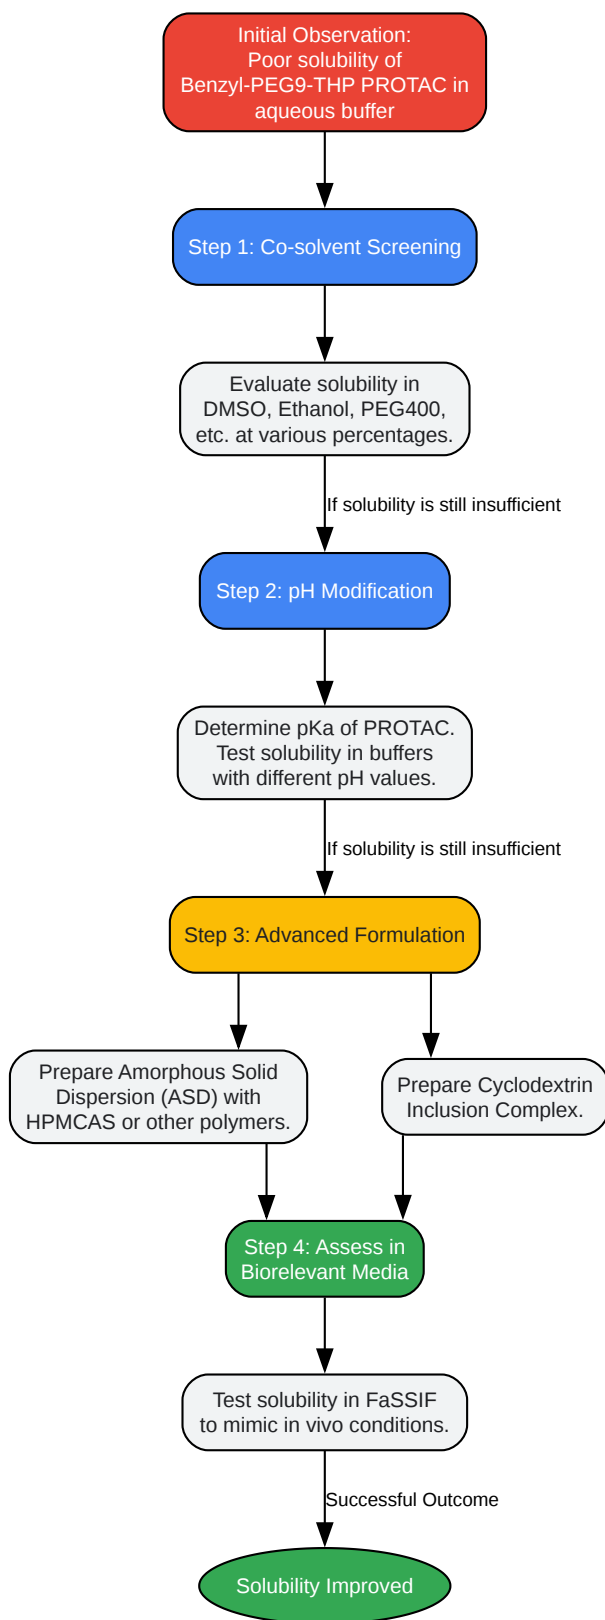 Initial Observation:
Poor solubility of
Benzyl-PEG9-THP PROTAC in
aqueous buffer
Step 1: Co-solvent Screening
Evaluate solubility in
DMSO, Ethanol, PEG400,
etc. at various percentages.
If solubility is still insufficient
Step 2: pH Modification
Determine pKa of PROTAC.
Test solubility in buffers
with different pH values.
If solubility is still insufficient
Step 3: Advanced Formulation
Prepare Amorphous Solid
Dispersion (ASD) with
HPMCAS or other polymers.
Prepare Cyclodextrin
Inclusion Complex.
Step 4: Assess in
Biorelevant Media
Test solubility in FaSSIF
to mimic in vivo conditions.
Successful Outcome
Solubility Improved